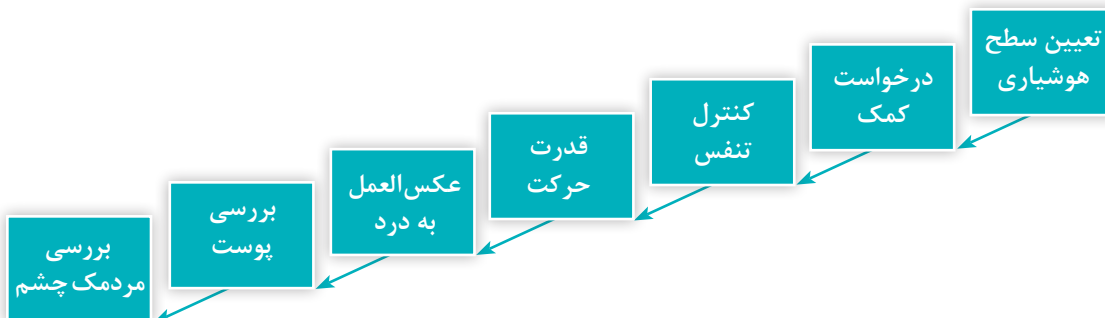 تعیین سطح
هوشیاری
درخواست
کمک
کنترل
تنفس
قدرت
حرکت
عکس‌العمل
به درد
بررسی
پوست
بررسی
مردمک چشم